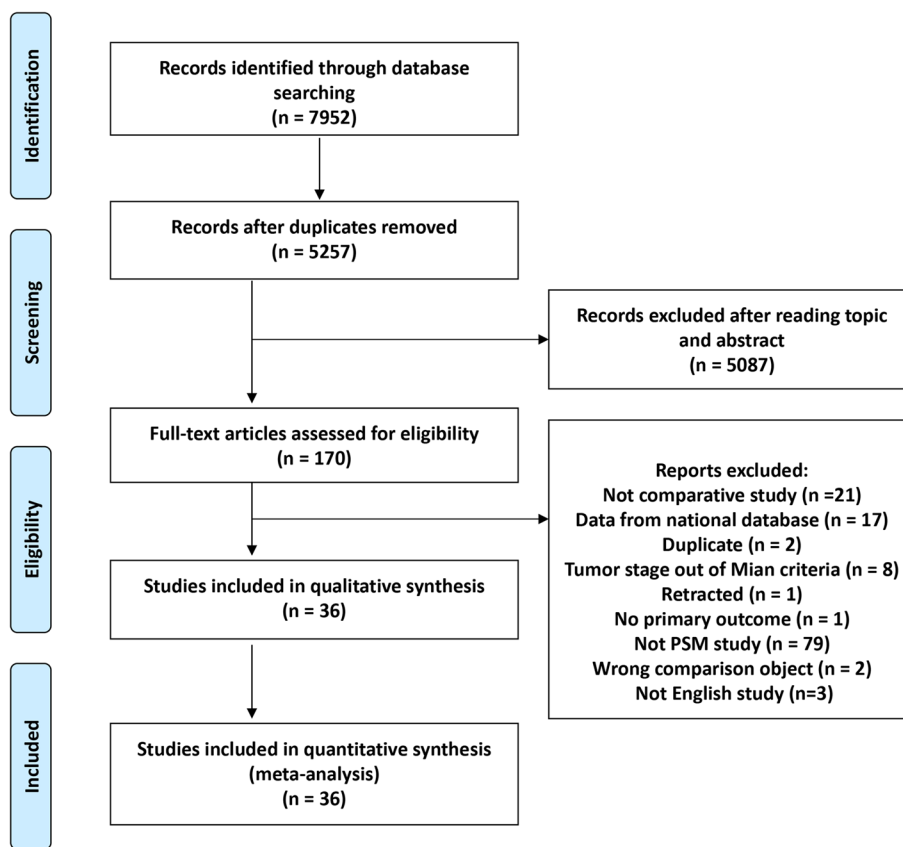 Identification
Records identified through database
searching
(n = 7952)
Records after duplicates removed
(n = 5257)
Screening
Records excluded after reading topic
and abstract
(n = 5087)
Full-text articles assessed for eligibility
(n = 170)
Eligibility
Reports excluded:
Not comparative study (n =21)
Data from national database (n = 17)
Duplicate (n = 2)
Tumor stage out of Mian criteria (n = 8)
Retracted (n = 1)
No primary outcome (n = 1)
Not PSM study (n = 79)
Wrong comparison object (n = 2)
Not English study (n=3)
Studies included in qualitative synthesis
(n = 36)
Included
Studies included in quantitative synthesis
(meta-analysis)
(n = 36)